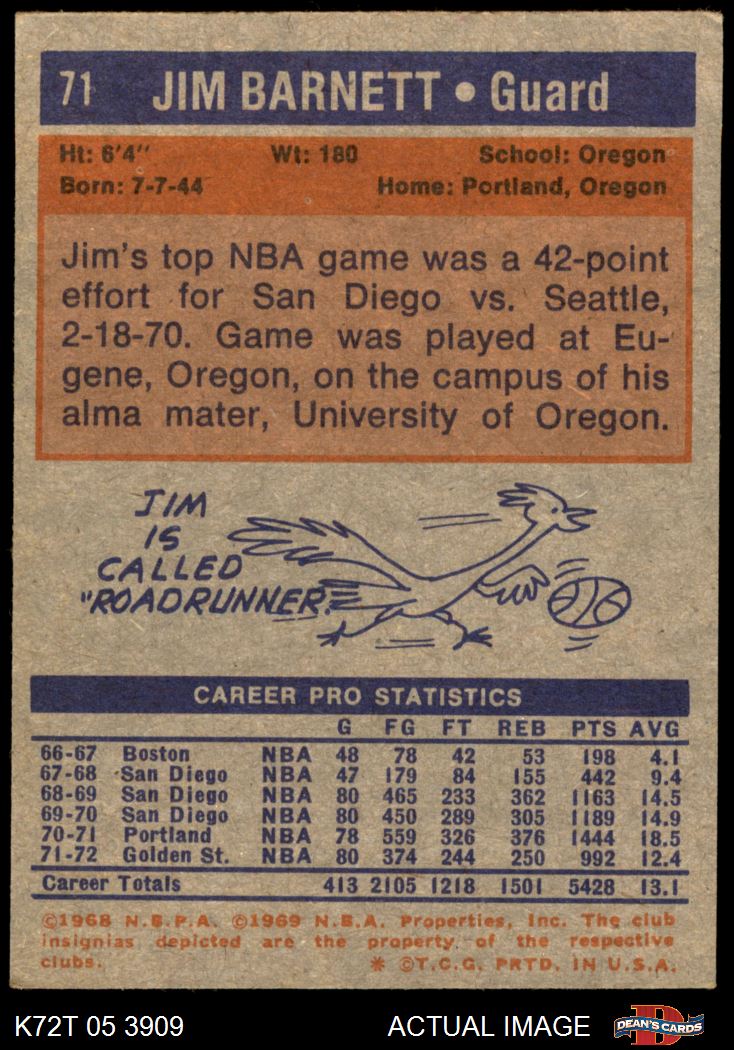 71 JIM BARNETT • Guard
Ht: 6'4" Wt: 180 School: Oregon
Born: 7-7-44 Home: Portland, Oregon
Jim's top NBA game was a 42-point
effort for San Diego vs. Seattle,
2-18-70. Game was played at Eu-
gene, Oregon, on the campus of his
alma mater, University of Oregon.
JIM
IS
CALLED
"ROADRUNNER."
CAREER PRO STATISTICS
G FG FT REB PTS AVG
66-67 Boston NBA 48 78 42 53 198 4.1
67-68 San Diego NBA 47 179 84 155 442 9.4
68-69 San Diego NBA 80 465 233 362 1163 14.5
69-70 San Diego NBA 80 450 289 305 1189 14.9
70-71 Portland NBA 78 559 326 376 1444 18.5
71-72 Golden St. NBA 80 374 244 250 992 12.4
Career Totals 413 2105 1218 1501 5428 13.1
©1968 N.B.P.A. ©1969 N.B.A. Properties, Inc. The club
insignias depicted are the property of the respective
clubs. * ©T.C.G. PRTD. IN U.S.A.
K72T 05 3909 ACTUAL IMAGE D DEAN'S CARDS